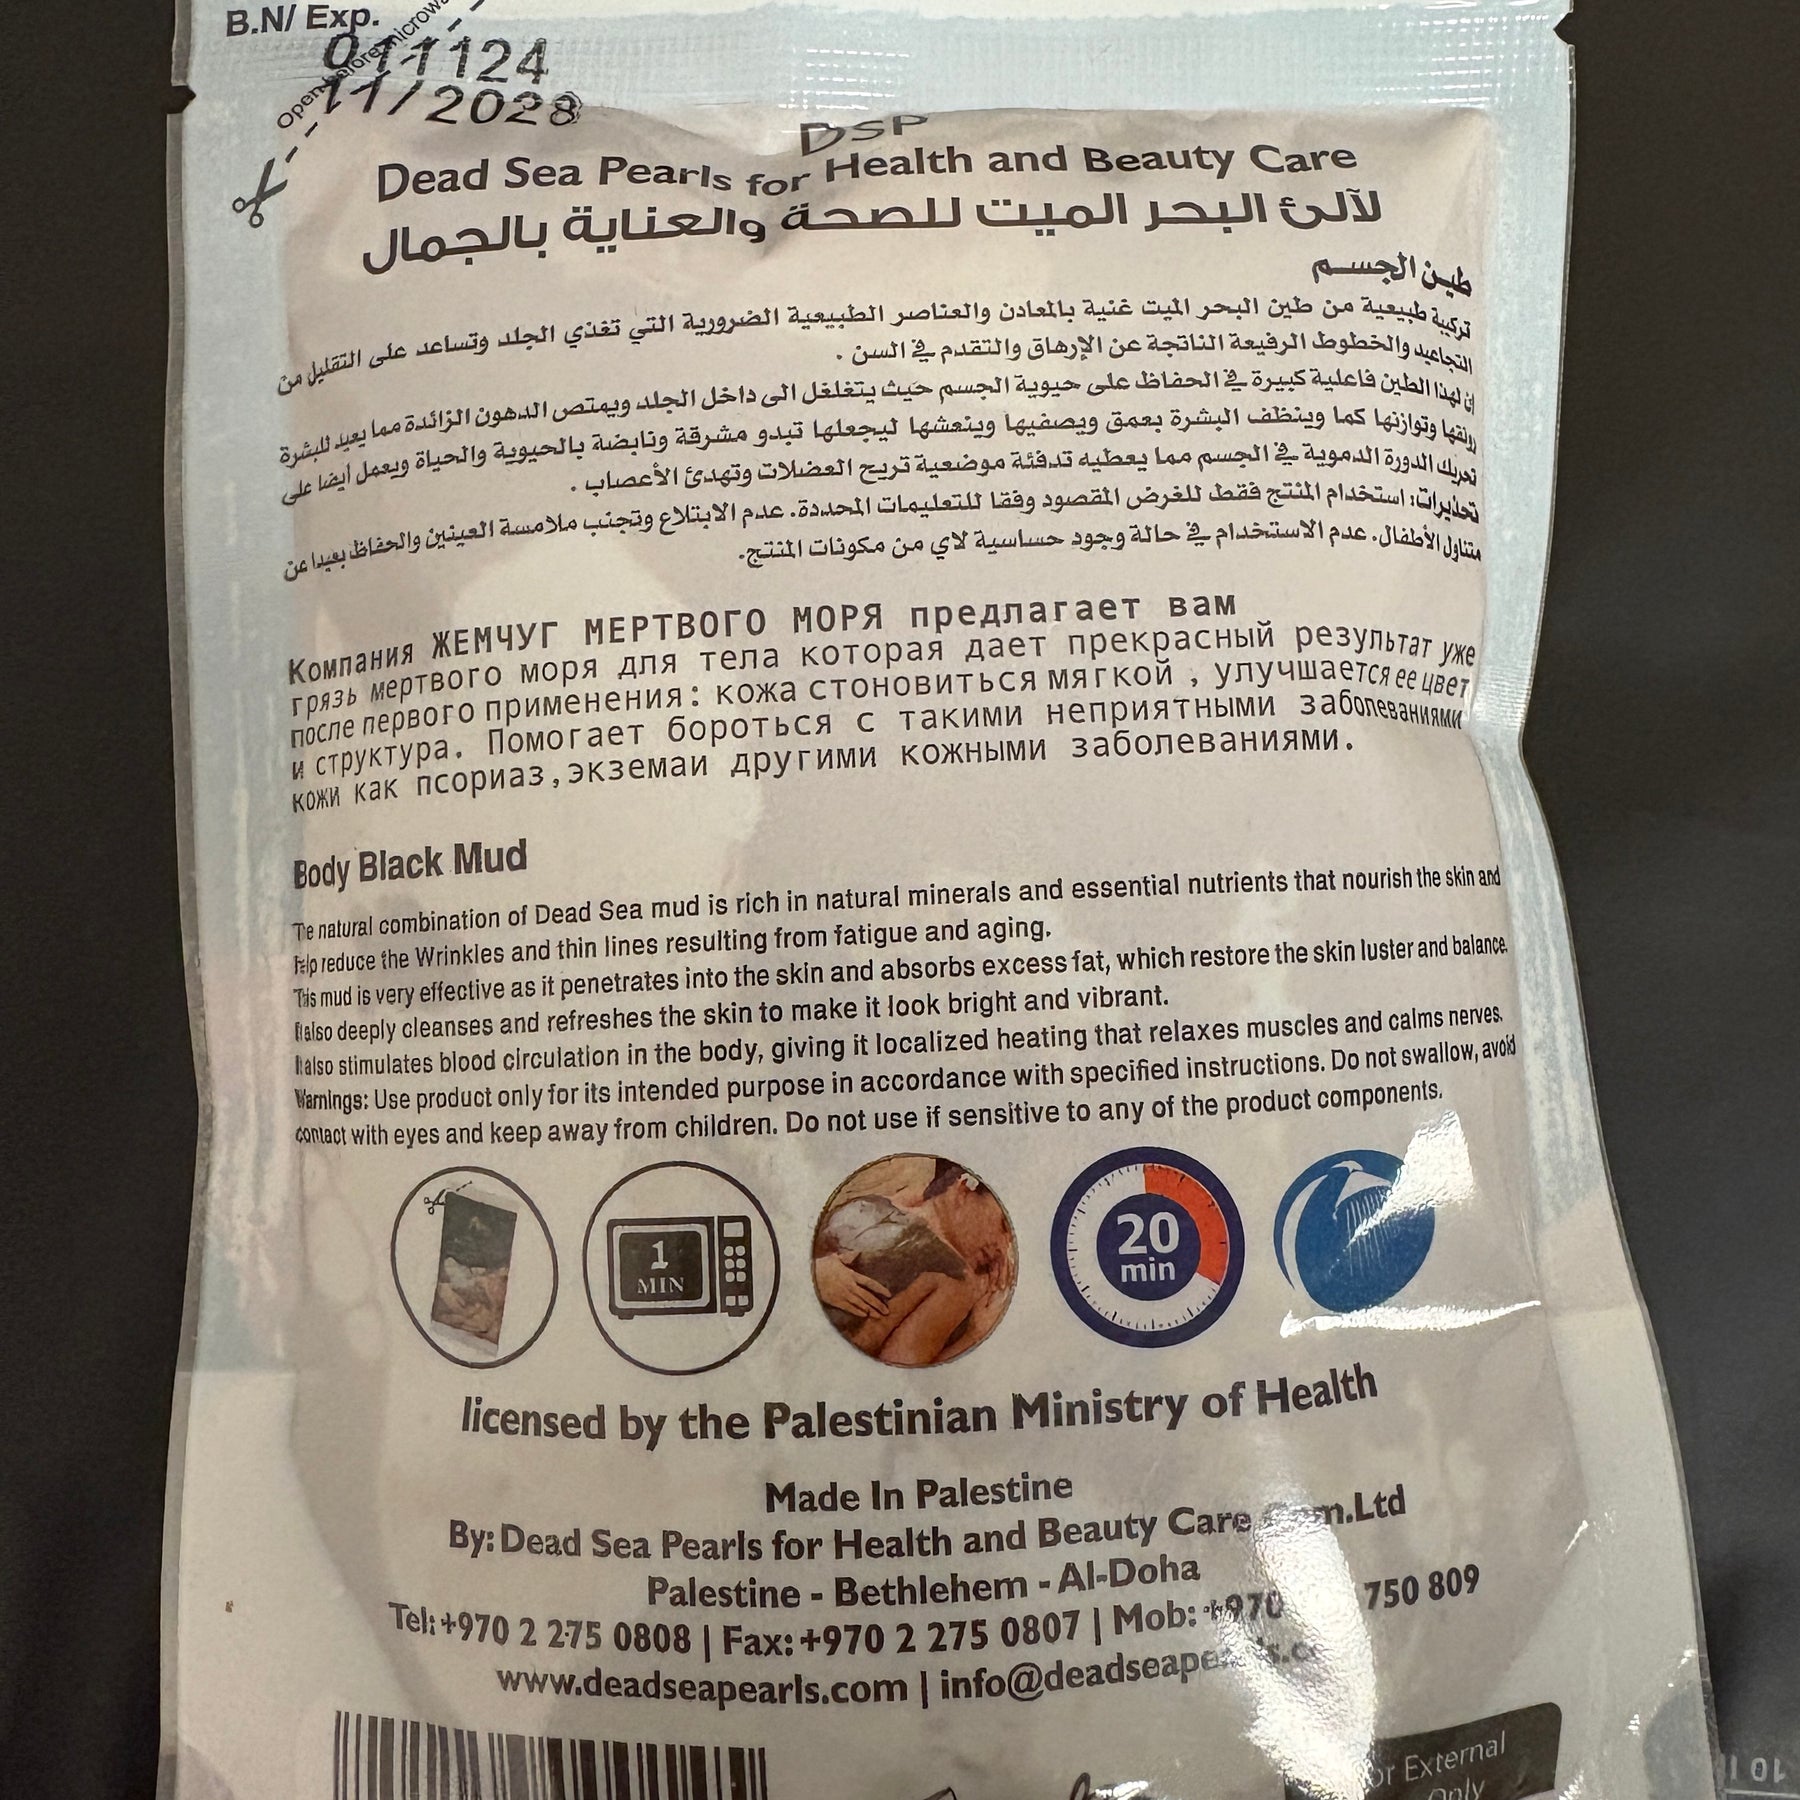 B.N/ Exp.
011124
11/2028
Open before microwave
DSP
Dead Sea Pearls for Health and Beauty Care
لآلئ البحر الميت للصحة والعناية بالجمال
طين الجسم
تركيبة طبيعية من طين البحر الميت غنية بالمعادن والعناصر الطبيعية الضرورية التي تغذي الجلد وتساعد على التقليل من
التجاعيد والخطوط الرفيعة الناتجة عن الإرهاق والتقدم في السن .
إن لهذا الطين فاعلية كبيرة في الحفاظ على حيوية الجسم حيث يتغلغل الى داخل الجلد ويمتص الدهون الزائدة مما يعيد للبشرة
رونقها وتوازنها كما وينظف البشرة بعمق ويصفيها وينعشها ليجعلها تبدو مشرقة ونابضة بالحيوية والحياة ويعمل أيضا على
تحريك الدورة الدموية في الجسم مما يعطيه تدفئة موضعية تريح العضلات وتهدئ الأعصاب .
تحذيرات: استخدام المنتج فقط للغرض المقصود وفقا للتعليمات المحددة. عدم الابتلاع وتجنب ملامسة العينين والحفاظ بعيدا عن
متناول الأطفال. عدم الاستخدام في حالة وجود حساسية لاي من مكونات المنتج.
Компания ЖЕМЧУГ МЕРТВОГО МОРЯ предлагает вам
грязь мертвого моря для тела которая дает прекрасный результат уже
после первого применения: кожа стоновиться мягкой , улучшается ее цвет
и структура. Помогает бороться с такими неприятными заболеваниями
кожи как псориаз,экземаи другими кожными заболеваниями.
Body Black Mud
The natural combination of Dead Sea mud is rich in natural minerals and essential nutrients that nourish the skin and
help reduce the Wrinkles and thin lines resulting from fatigue and aging.
This mud is very effective as it penetrates into the skin and absorbs excess fat, which restore the skin luster and balance.
It also deeply cleanses and refreshes the skin to make it look bright and vibrant.
It also stimulates blood circulation in the body, giving it localized heating that relaxes muscles and calms nerves.
Warnings: Use product only for its intended purpose in accordance with specified instructions. Do not swallow, avoid
contact with eyes and keep away from children. Do not use if sensitive to any of the product components.
1
MIN
20
min
licensed by the Palestinian Ministry of Health
Made In Palestine
By: Dead Sea Pearls for Health and Beauty Care Com.Ltd
Palestine - Bethlehem - Al-Doha
Tel: +970 2 275 0808 | Fax: +970 2 275 0807 | Mob: +970 750 809
www.deadseapearls.com | info@deadseapearls.com
For External
Only